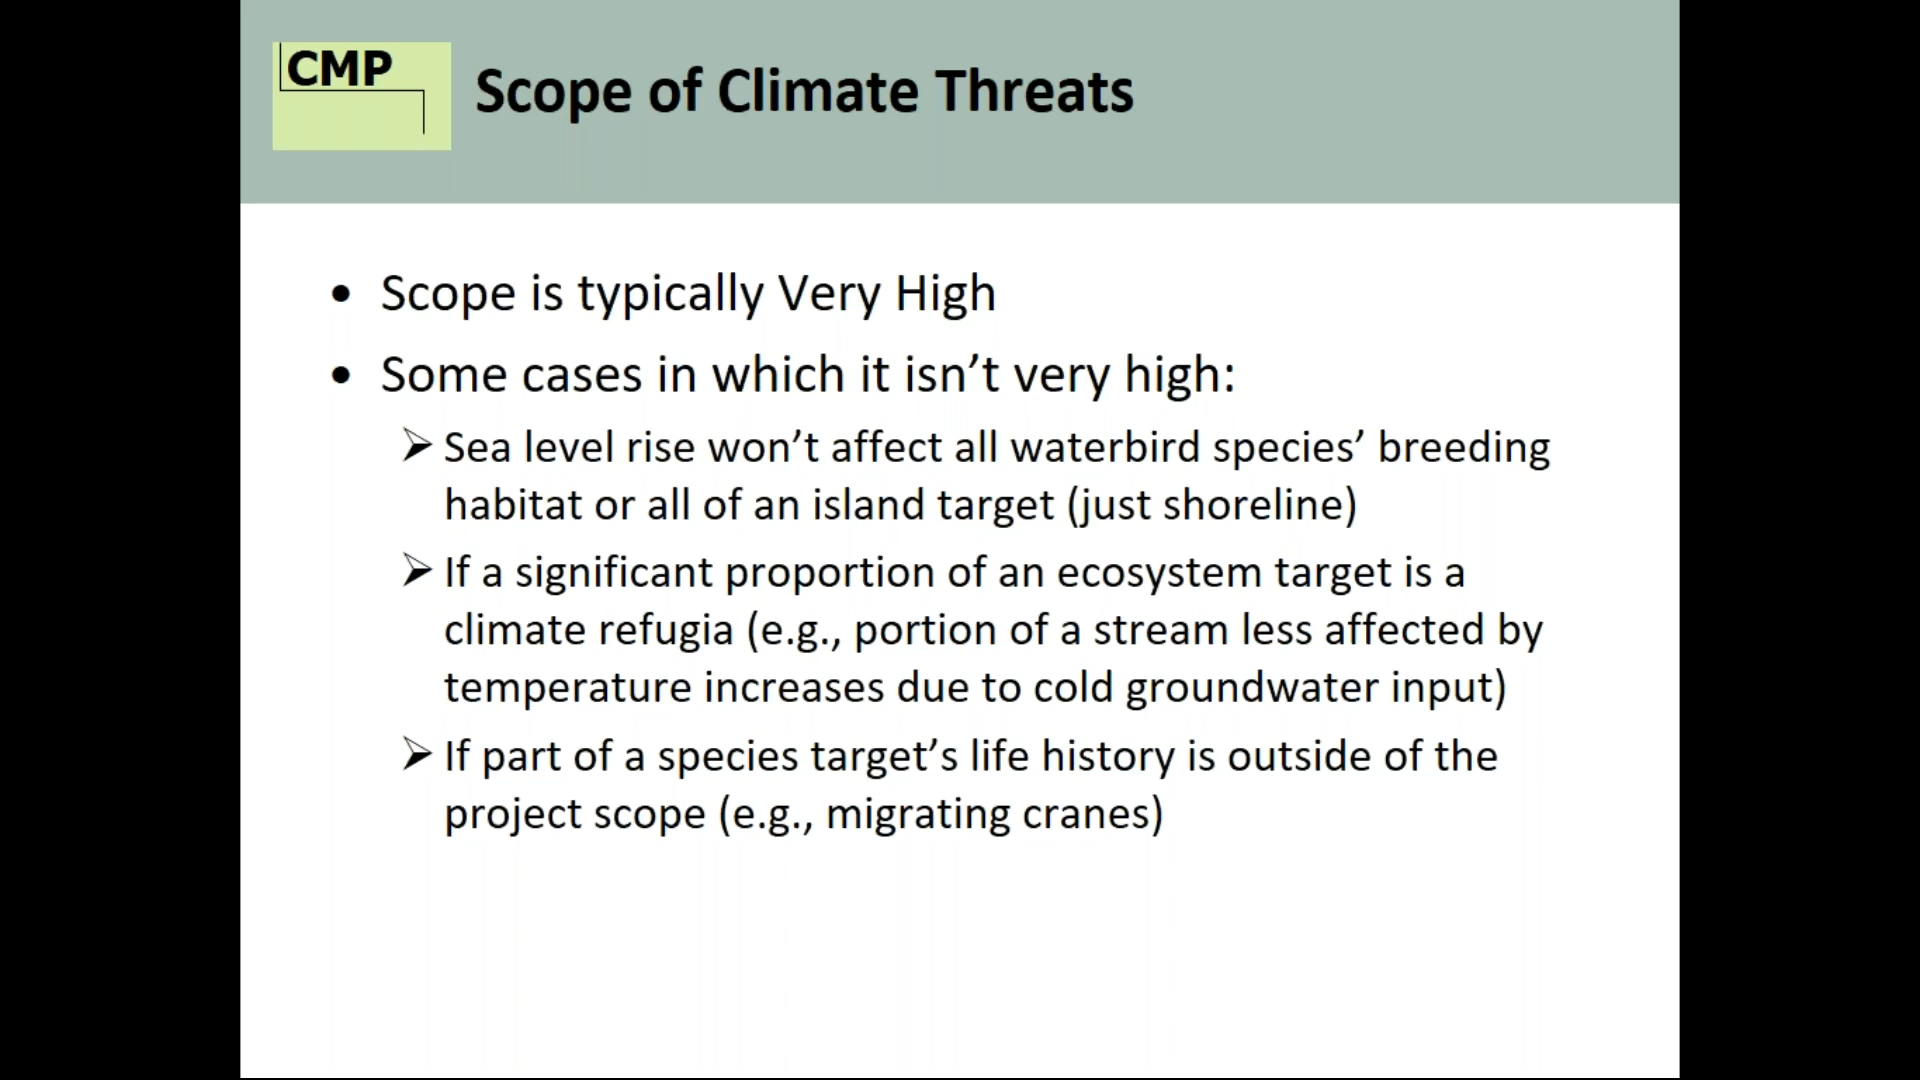 CMP
Scope of Climate Threats
• Scope is typically Very High
• Some cases in which it isn’t very high:
➢ Sea level rise won’t affect all waterbird species’ breeding
habitat or all of an island target (just shoreline)
➢ If a significant proportion of an ecosystem target is a
climate refugia (e.g., portion of a stream less affected by
temperature increases due to cold groundwater input)
➢ If part of a species target’s life history is outside of the
project scope (e.g., migrating cranes)